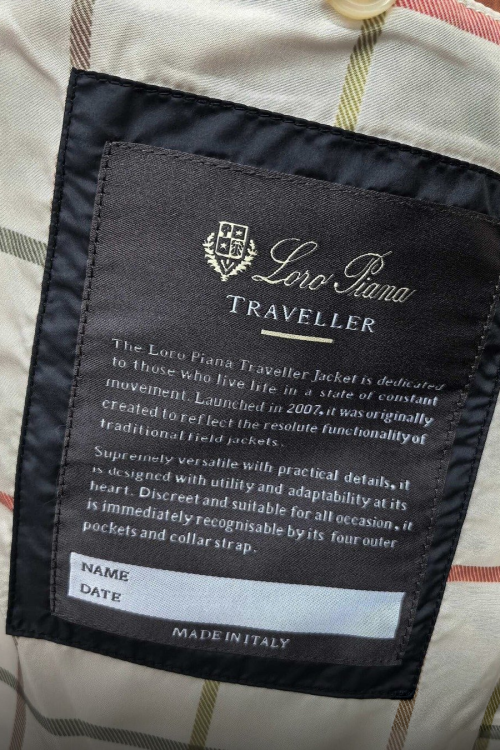 Loro Piana
TRAVELLER
The Loro Piana Traveller Jacket is dedicated
to those who live life in a state of constant
movement. Launched in 2007, it was originally
created to reflect the resolute functionality of
traditional field jackets.
Supremely versatile with practical details, it
is designed with utility and adaptability at its
heart. Discreet and suitable for all occasion, it
is immediately recognisable by its four outer
pockets and collar strap.
NAME
DATE
MADE IN ITALY